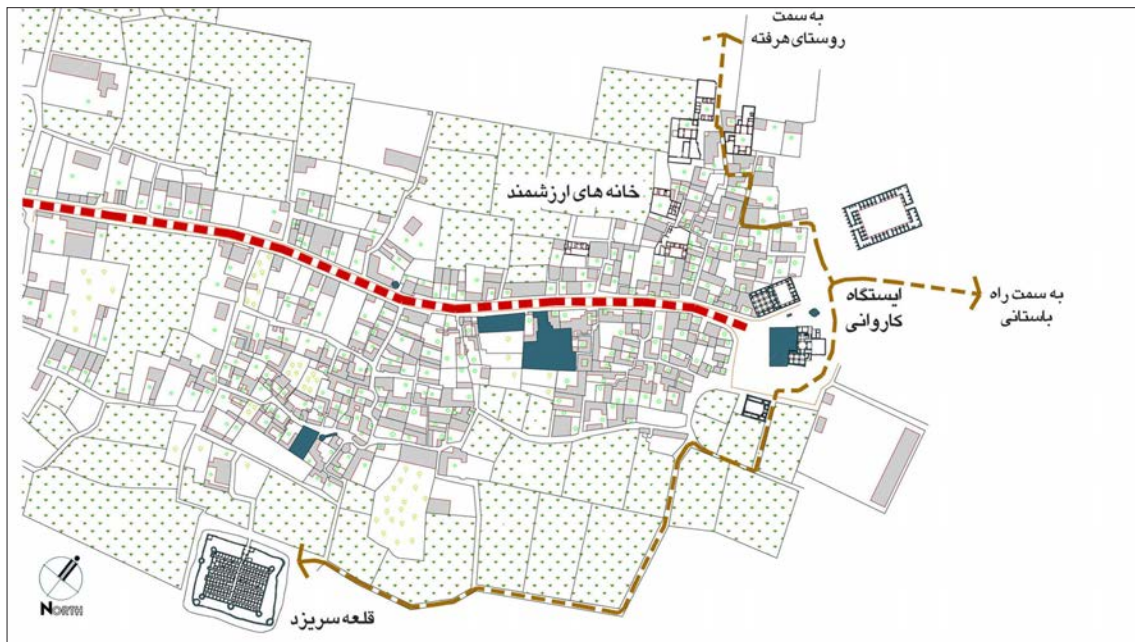 به سمت
روستای هرفته
خانه های ارزشمند
ایستگاه
کاروانی
به سمت راه
باستانی
قلعه سریزد
NORTH